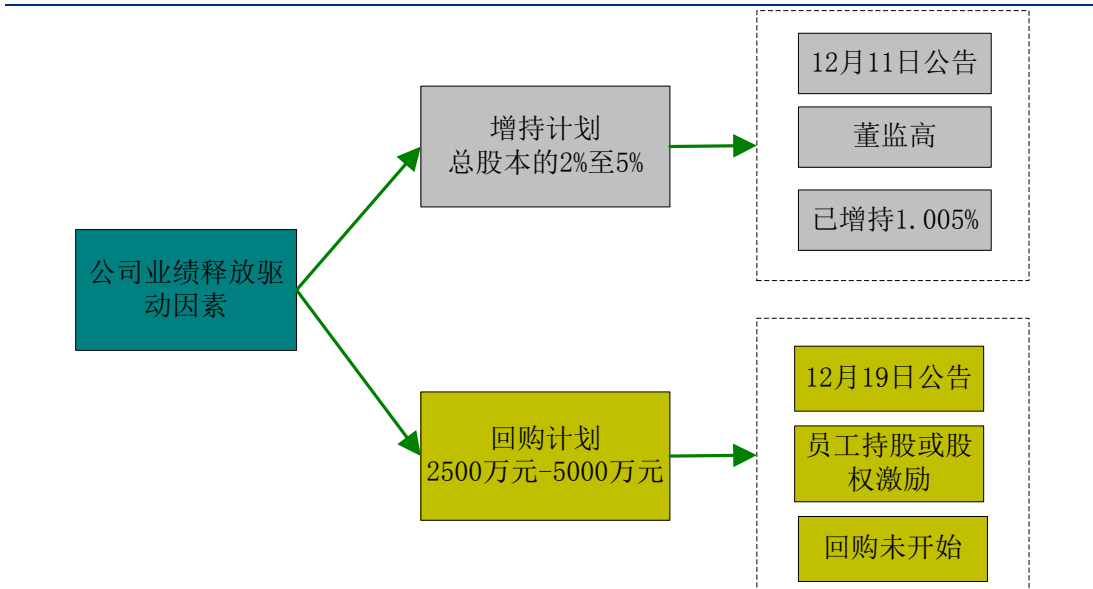 公司业绩释放驱
动因素
增持计划
总股本的2%至5%
12月11日公告
董监高
已增持1.005%
回购计划
2500万元-5000万元
12月19日公告
员工持股或股
权激励
回购未开始